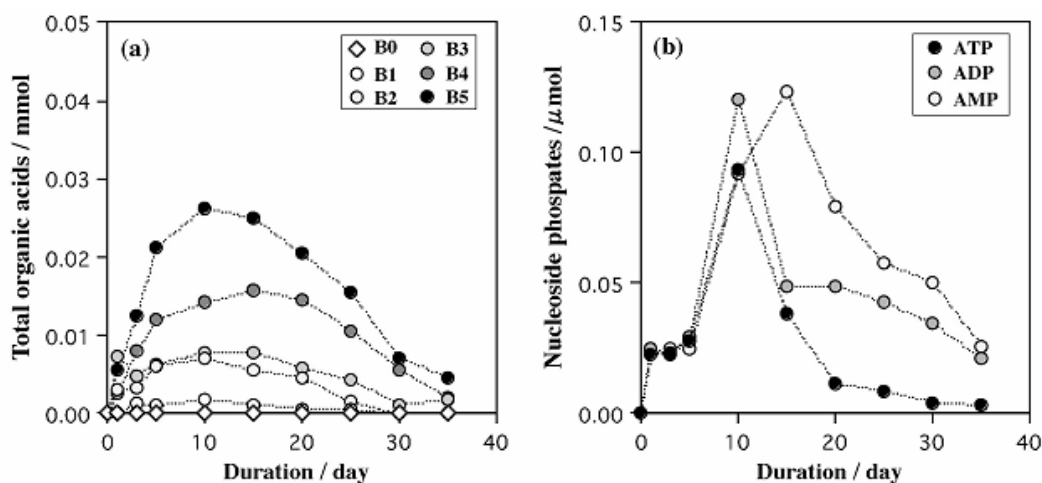 (a)
B0 B3
B1 B4
B2 B5
Total organic acids / mmol
0.05
0.04
0.03
0.02
0.01
0.00
0 10 20 30 40
Duration / day
(b)
ATP
ADP
AMP
Nucleoside phospates /μmol
0.15
0.10
0.05
0.00
0 10 20 30 40
Duration / day